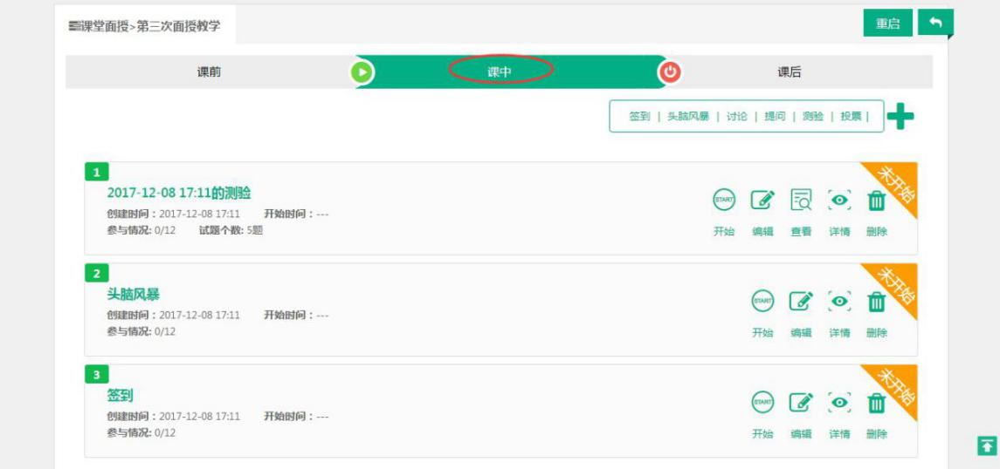 课堂面授>第三次面授教学
重启
课前 课中 课后
签到 | 头脑风暴 | 讨论 | 提问 | 测验 | 投票 |
1
未开始
2017-12-08 17:11的测验
创建时间：2017-12-08 17:11 开始时间：---
参与情况: 0/12 试题个数: 5题
START
开始 编辑 查看 详情 删除
2
未开始
头脑风暴
创建时间：2017-12-08 17:11 开始时间：---
参与情况: 0/12
START
开始 编辑 详情 删除
3
未开始
签到
创建时间：2017-12-08 17:11 开始时间：---
参与情况: 0/12
START
开始 编辑 详情 删除